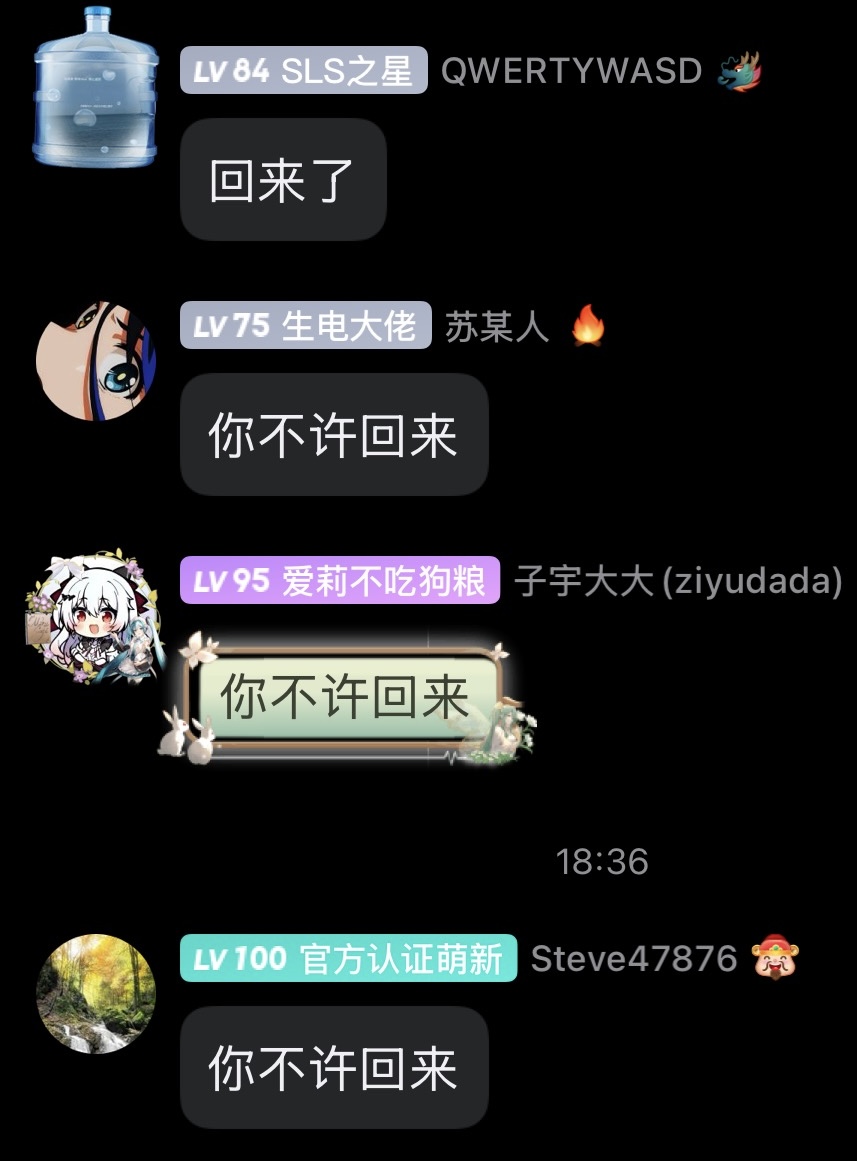 LV 84 SLS之星 QWERTYWASD
回来了
LV 75 生电大佬 苏某人
你不许回来
LV 95 爱莉不吃狗粮 子宇大大 (ziyudada)
你不许回来
18:36
LV 100 官方认证萌新 Steve47876
你不许回来